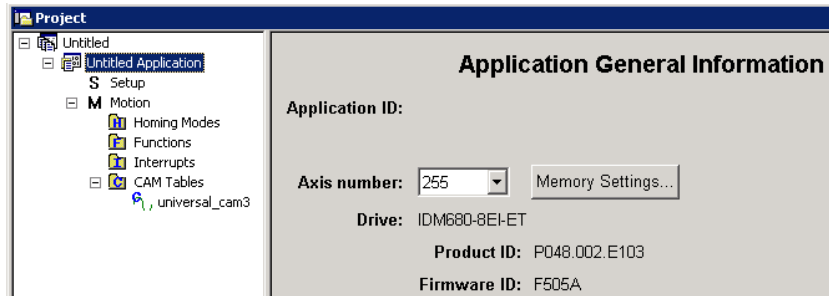 Project
Untitled
Untitled Application
S Setup
M Motion
H Homing Modes
F Functions
I Interrupts
C CAM Tables
, universal_cam3
Application General Information
Application ID:
Axis number: 255 Memory Settings...
Drive: IDM680-8EI-ET
Product ID: P048.002.E103
Firmware ID: F505A